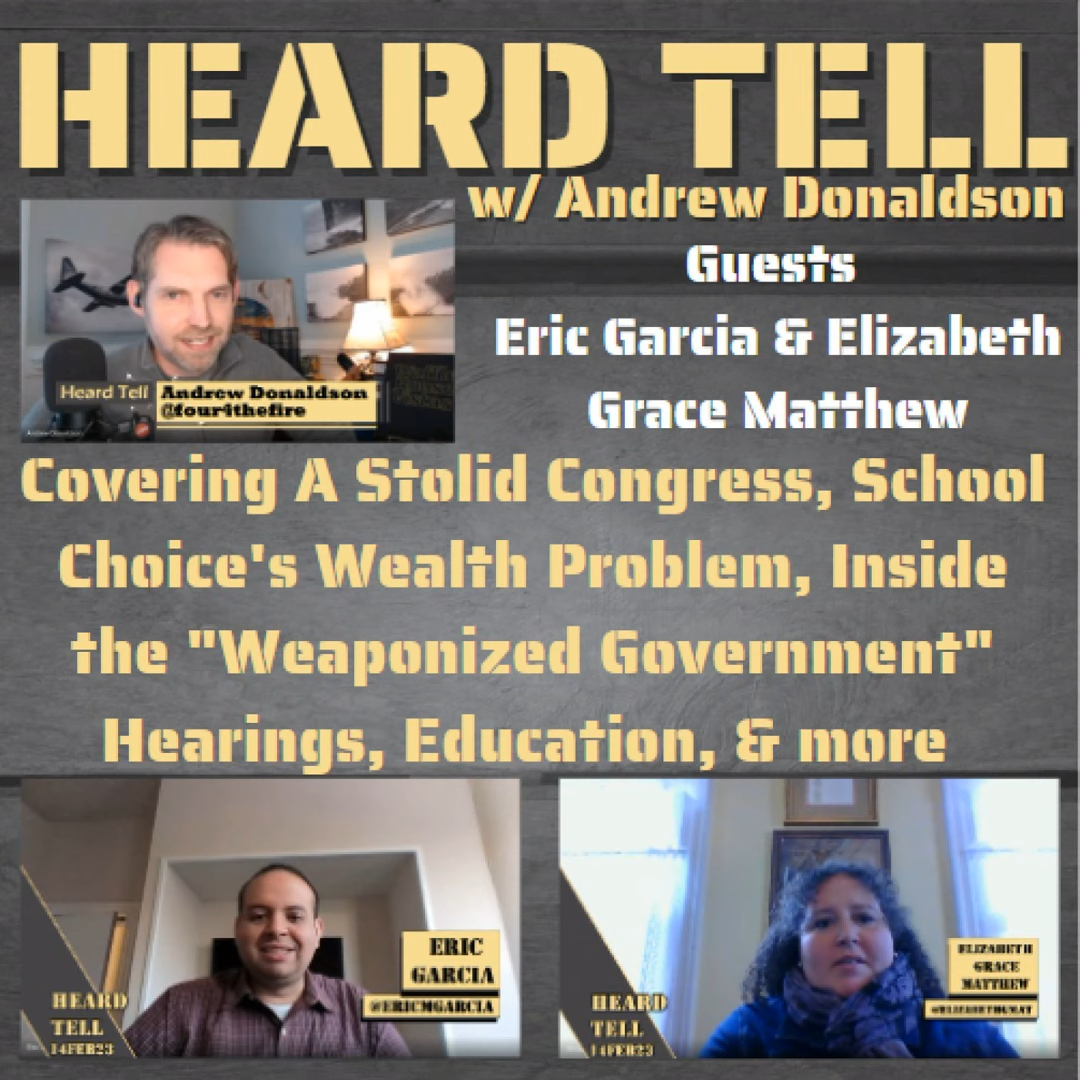 HEARD TELL
w/ Andrew Donaldson
Guests
Eric Garcia & Elizabeth
Grace Matthew
Heard Tell
Andrew Donaldson
@four4thefire
Covering A Stolid Congress, School
Choice's Wealth Problem, Inside
the "Weaponized Government"
Hearings, Education, & more
ERIC
GARCIA
@ERICMGARCIA
HEARD
TELL
14FEB23
ELIZABETH
GRACE
MATTHEW
@ELIZABETHGMAT
HEARD
TELL
14FEB23